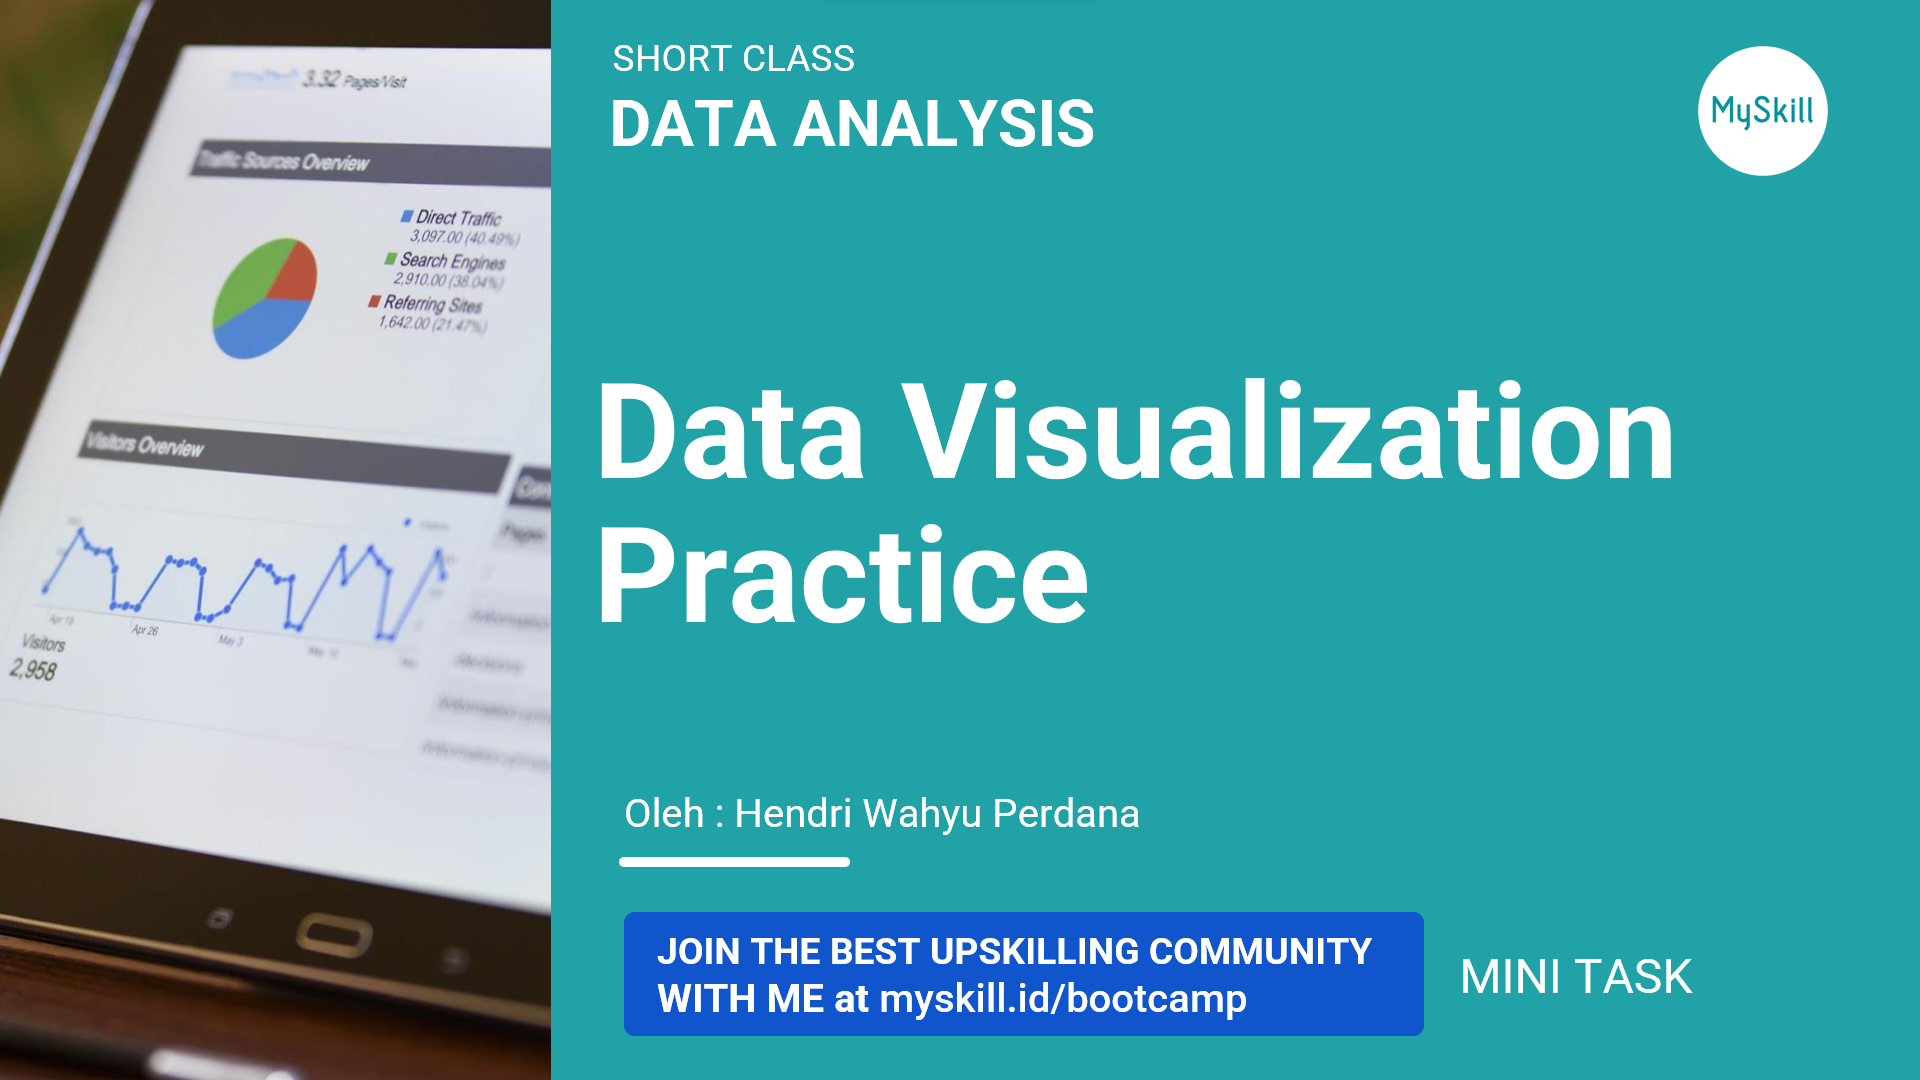 3.32 Pages/Visit
Traffic Sources Overview
Direct Traffic
3,097.00 (40.49%)
Search Engines
2,910.00 (38.04%)
Referring Sites
1,642.00 (21.47%)
Visitors Overview
Apr 19
Apr 26
May 3
Visitors
2,958
SHORT CLASS
DATA ANALYSIS
MySkill
Data Visualization
Practice
Oleh : Hendri Wahyu Perdana
JOIN THE BEST UPSKILLING COMMUNITY
WITH ME at myskill.id/bootcamp
MINI TASK